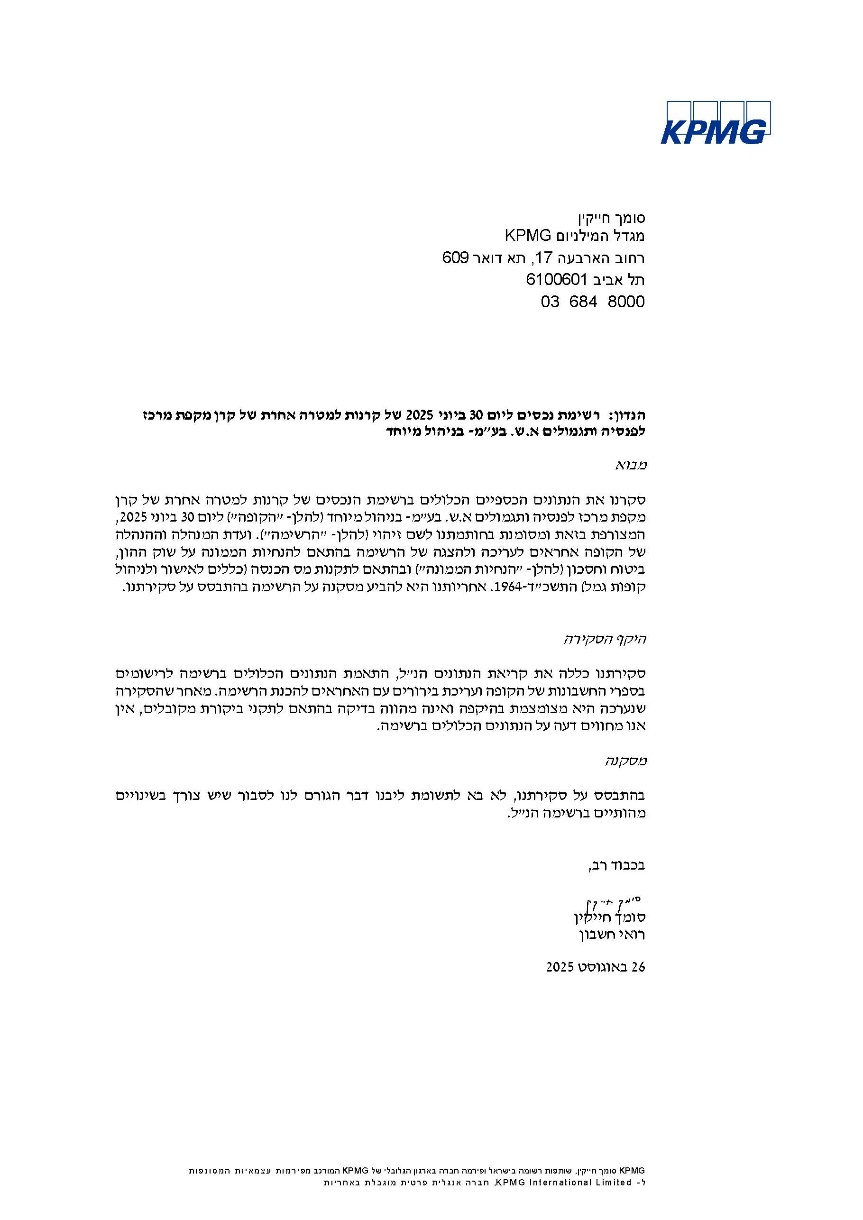 KPMG
סומך חייקין
מגדל המילניום KPMG
רחוב הארבעה 17, תא דואר 609
תל אביב 6100601
03 684 8000
הנדון: רשימת נכסים ליום 30 ביוני 2025 של קרנות למטרה אחרת של קרן מקפת מרכז
לפנסיה ותגמולים א.ש. בע"מ- בניהול מיוחד
מבוא
סקרנו את הנתונים הכספיים הכלולים ברשימת הנכסים של קרנות למטרה אחרת של קרן
מקפת מרכז לפנסיה ותגמולים א.ש. בע"מ- בניהול מיוחד (להלן- "הקופה") ליום 30 ביוני 2025,
המצורפת בזאת ומסומנת בחותמתנו לשם זיהוי (להלן- "הרשימה"). ועדת המנהלה וההנהלה
של הקופה אחראים לעריכה ולהצגה של הרשימה בהתאם להנחיות הממונה על שוק ההון,
ביטוח וחסכון (להלן- "הנחיות הממונה") ובהתאם לתקנות מס הכנסה (כללים לאישור ולניהול
קופות גמל) התשכ"ד-1964. אחריותנו היא להביע מסקנה על הרשימה בהתבסס על סקירתנו.
היקף הסקירה
סקירתנו כללה את קריאת הנתונים הנ"ל, התאמת הנתונים הכלולים ברשימה לרישומים
בספרי החשבונות של הקופה ועריכת בירורים עם האחראים להכנת הרשימה. מאחר שהסקירה
שנערכה היא מצומצמת בהיקפה ואינה מהווה בדיקה בהתאם לתקני ביקורת מקובלים, אין
אנו מחווים דעה על הנתונים הכלולים ברשימה.
מסקנה
בהתבסס על סקירתנו, לא בא לתשומת ליבנו דבר הגורם לנו לסבור שיש צורך בשינויים
מהותיים ברשימה הנ"ל.
בכבוד רב,
סומך חייקין
סומך חייקין
רואי חשבון
26 באוגוסט 2025
KPMG סומך חייקין, שותפות רשומה בישראל ופירמה חברה בארגון הגלובלי של KPMG המורכב מפירמות עצמאיות המסונפות
ל- KPMG International Limited, חברה אנגלית פרטית מוגבלת באחריות